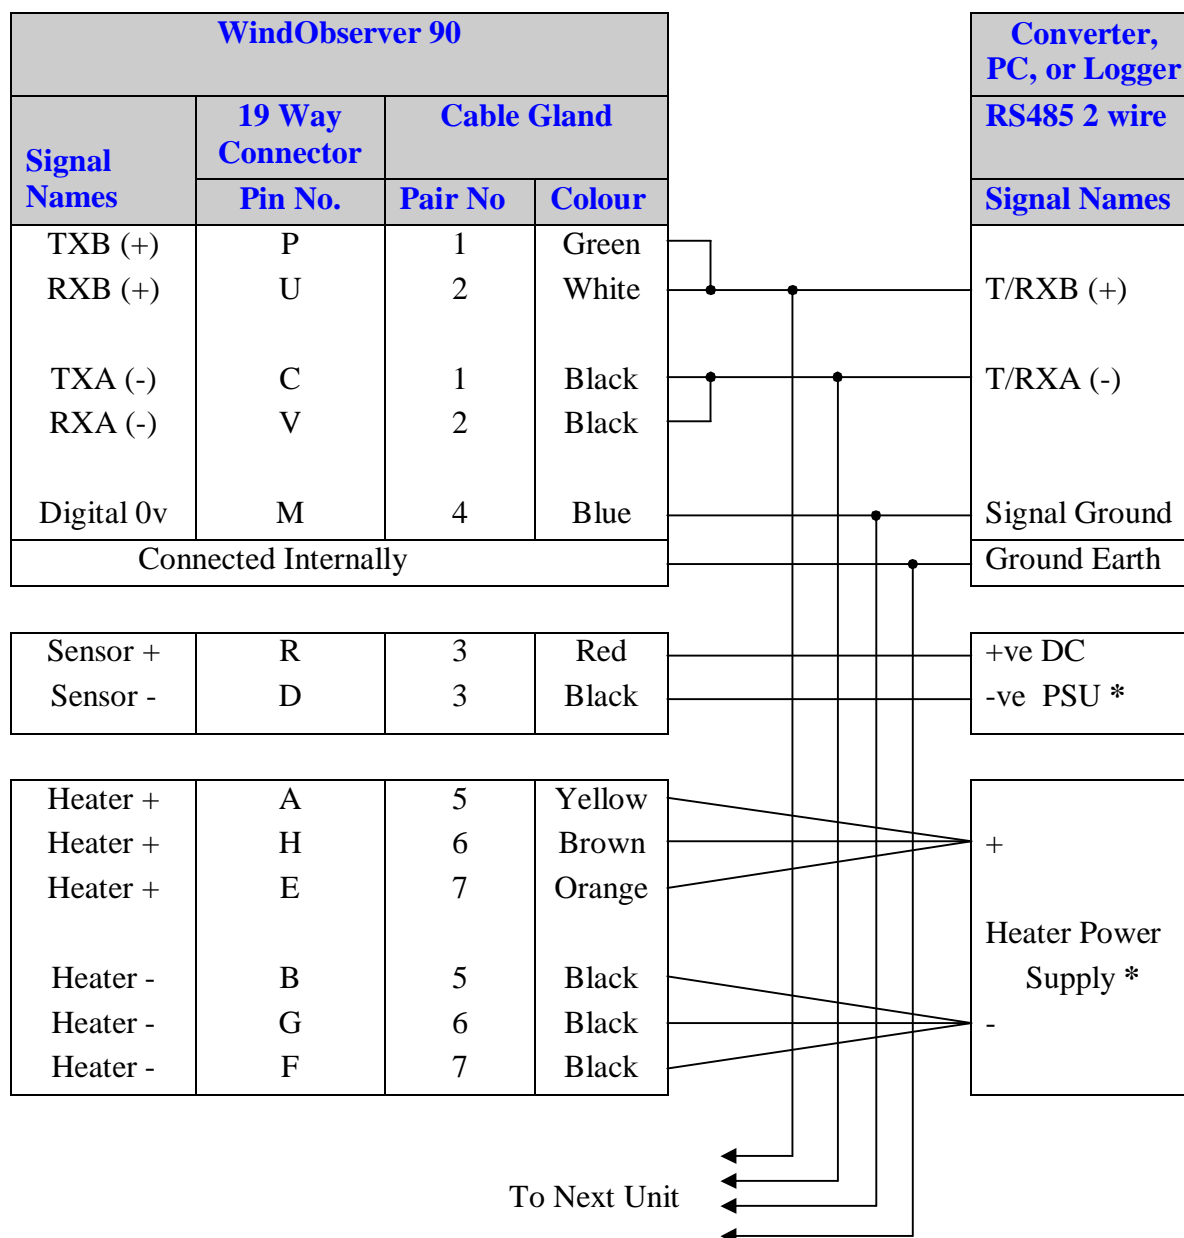 WindObserver 90
Converter,
PC, or Logger
Signal
Names
19 Way
Connector
Cable Gland
RS485 2 wire
Pin No. Pair No Colour Signal Names
TXB (+) P 1 Green
RXB (+) U 2 White T/RXB (+)
TXA (-) C 1 Black T/RXA (-)
RXA (-) V 2 Black
Digital 0v M 4 Blue Signal Ground
Connected Internally Ground Earth
Sensor + R 3 Red +ve DC
Sensor - D 3 Black -ve PSU *
Heater + A 5 Yellow
Heater + H 6 Brown +
Heater + E 7 Orange
Heater Power
Heater - B 5 Black Supply *
Heater - G 6 Black -
Heater - F 7 Black
To Next Unit